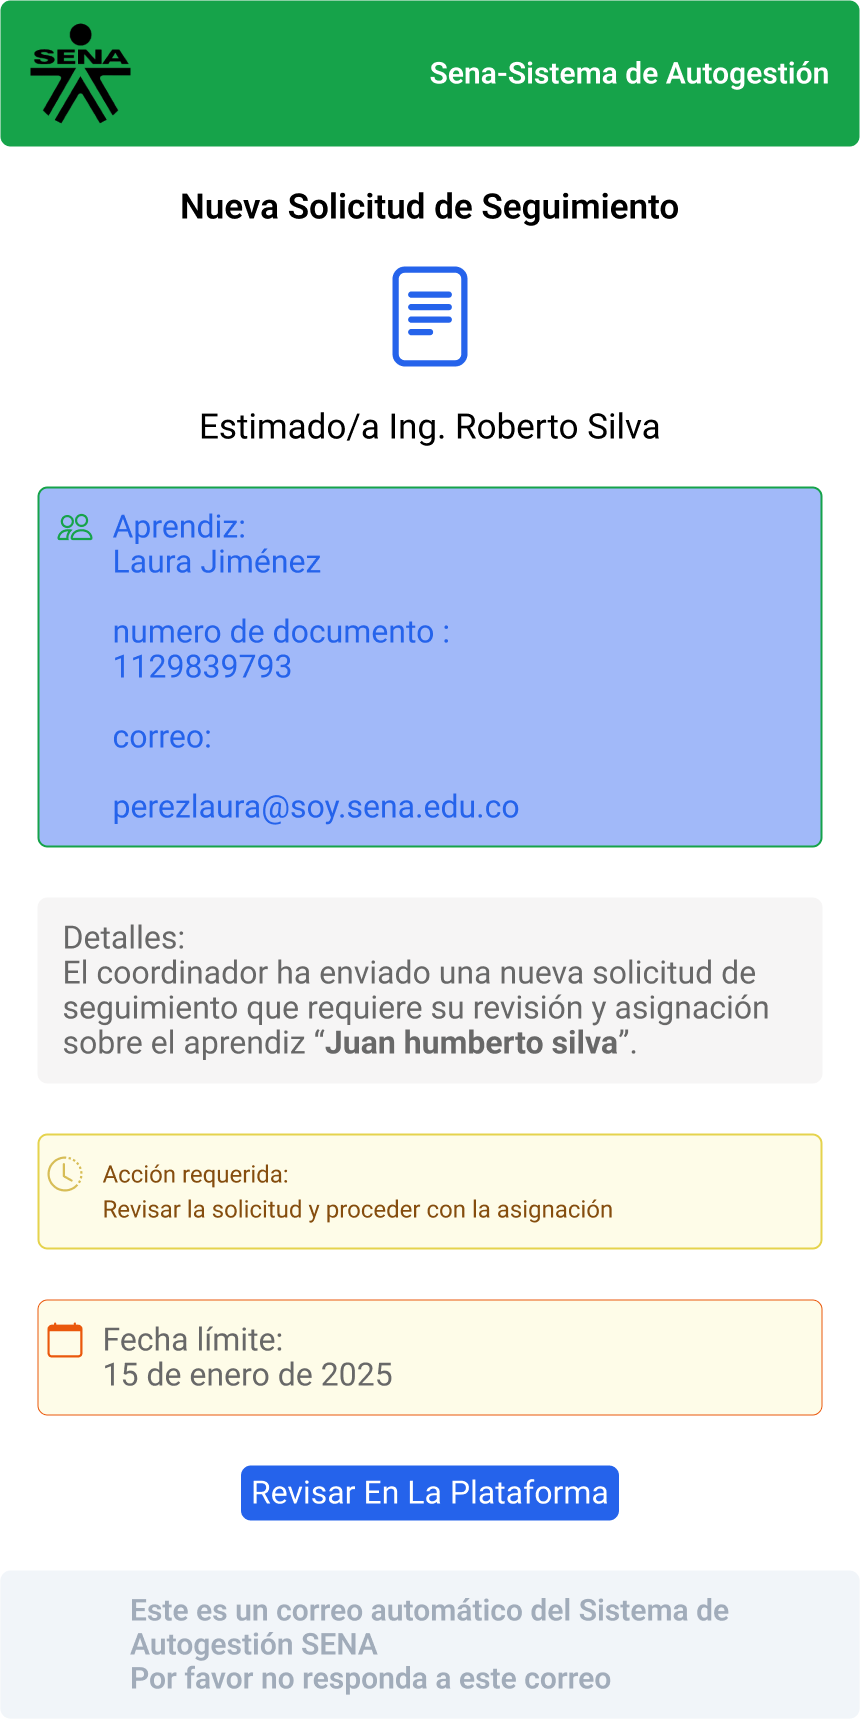 SENA
Sena-Sistema de Autogestión
Nueva Solicitud de Seguimiento
Estimado/a Ing. Roberto Silva
Aprendiz:
Laura Jiménez
numero de documento :
1129839793
correo:
perezlaura@soy.sena.edu.co
Detalles:
El coordinador ha enviado una nueva solicitud de
seguimiento que requiere su revisión y asignación
sobre el aprendiz “Juan humberto silva”.
Acción requerida:
Revisar la solicitud y proceder con la asignación
Fecha límite:
15 de enero de 2025
Revisar En La Plataforma
Este es un correo automático del Sistema de
Autogestión SENA
Por favor no responda a este correo